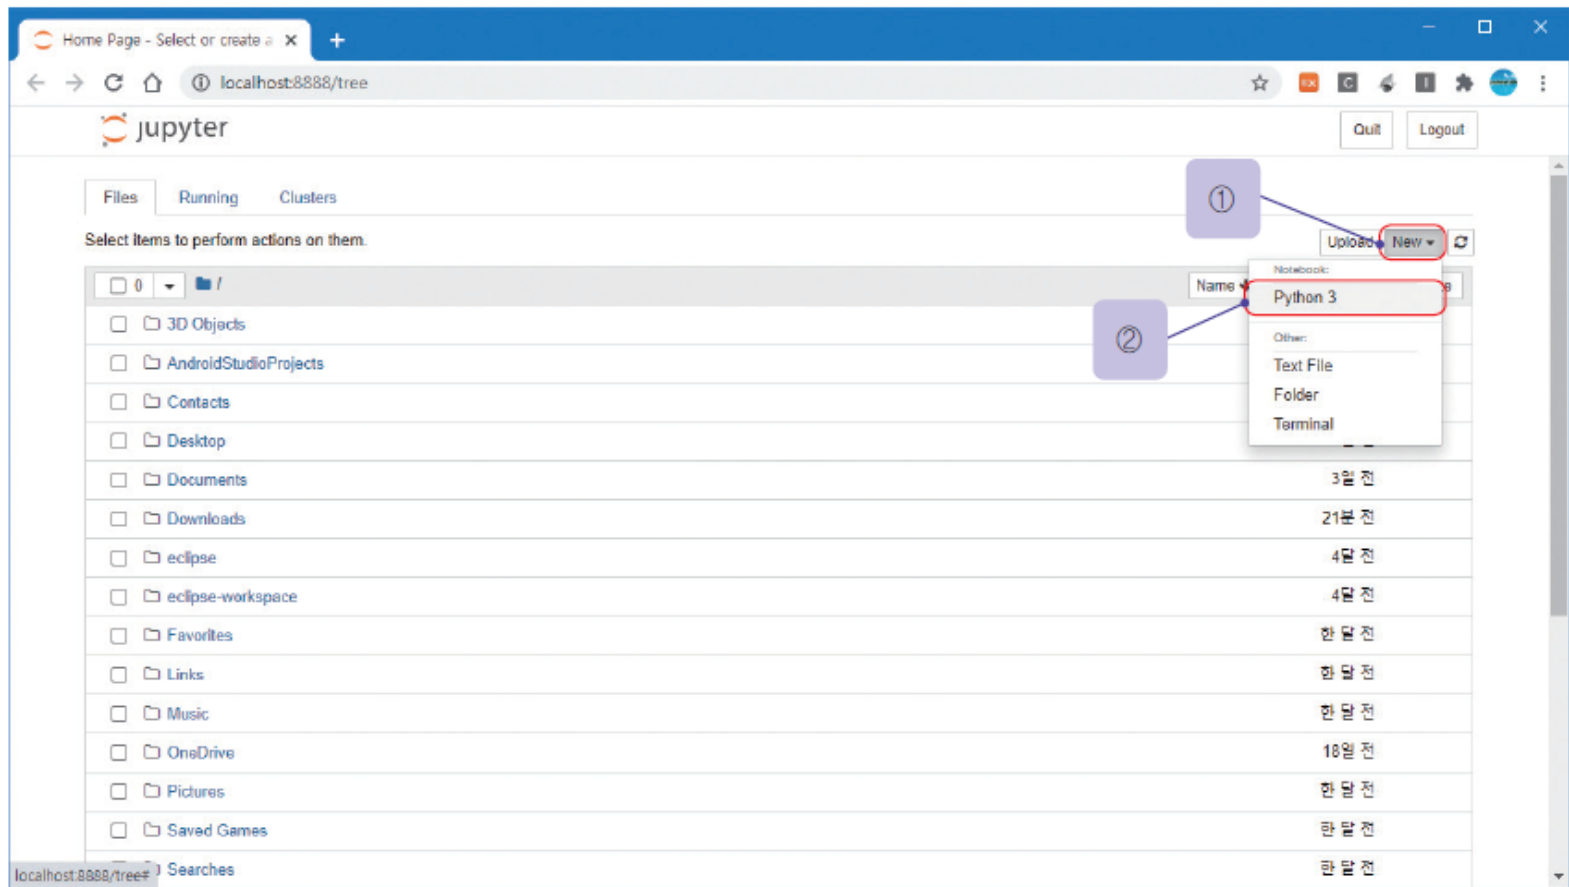 Home Page - Select or create a
localhost:8888/tree
jupyter
Quit
Logout
Files Running Clusters
①
Select items to perform actions on them.
Upload New
Notebook:
0 /
Name
Python 3
②
Other:
Text File
Folder
Terminal
3D Objects
AndroidStudioProjects
Contacts
Desktop
Documents 3일 전
Downloads 21분 전
eclipse 4달 전
eclipse-workspace 4달 전
Favorites 한 달 전
Links 한 달 전
Music 한 달 전
OneDrive 18일 전
Pictures 한 달 전
Saved Games 한 달 전
Searches 한 달 전
localhost:8888/tree#